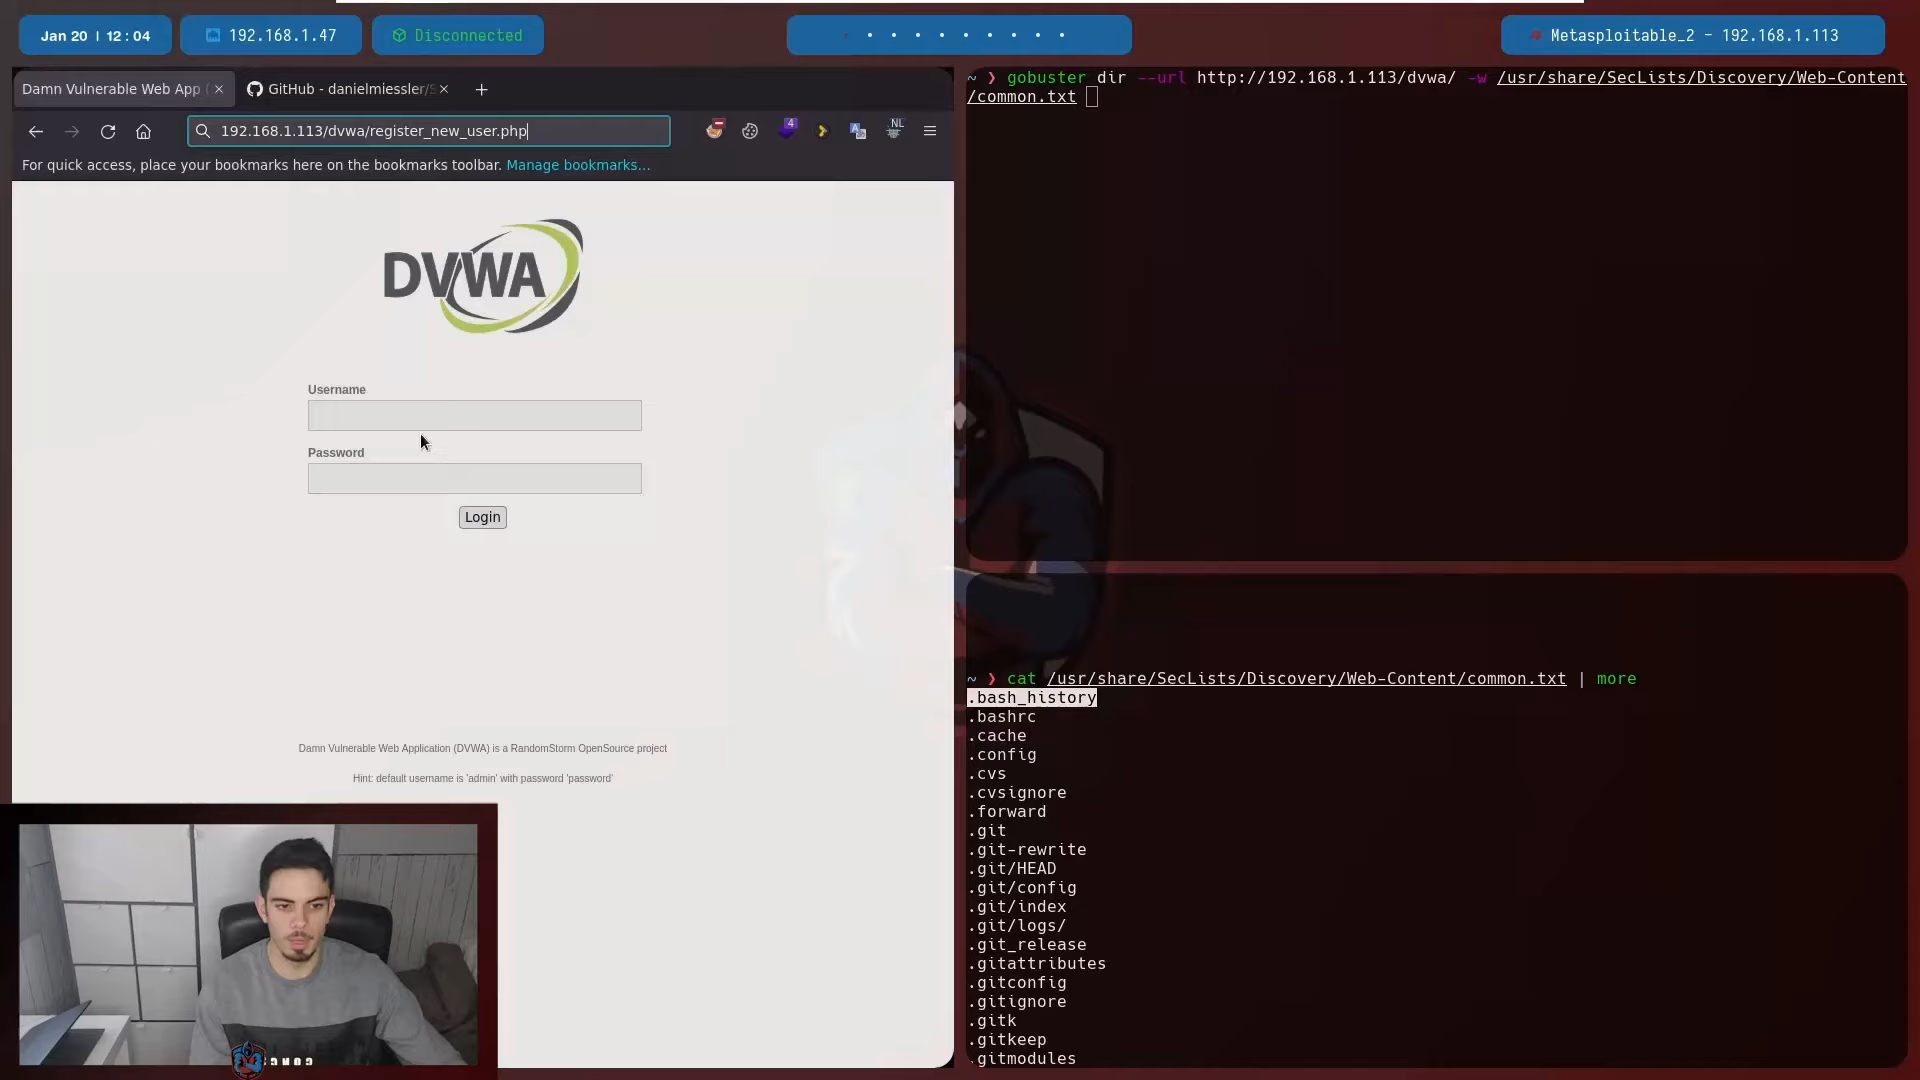 Jan 20 | 12:04
192.168.1.47
Disconnected
Metasploitable_2 - 192.168.1.113
Damn Vulnerable Web App (
GitHub - danielmiessler/S
192.168.1.113/dvwa/register_new_user.php
4
NL
For quick access, place your bookmarks here on the bookmarks toolbar. Manage bookmarks...
DVWA
Username
Password
Login
Damn Vulnerable Web Application (DVWA) is a RandomStorm OpenSource project
Hint: default username is 'admin' with password 'password'
~ ❯ gobuster dir --url http://192.168.1.113/dvwa/ -w /usr/share/SecLists/Discovery/Web-Content
/common.txt
~ ❯ cat /usr/share/SecLists/Discovery/Web-Content/common.txt | more
.bash_history
.bashrc
.cache
.config
.cvs
.cvsignore
.forward
.git
.git-rewrite
.git/HEAD
.git/config
.git/index
.git/logs/
.git_release
.gitattributes
.gitconfig
.gitignore
.gitk
.gitkeep
.gitmodules